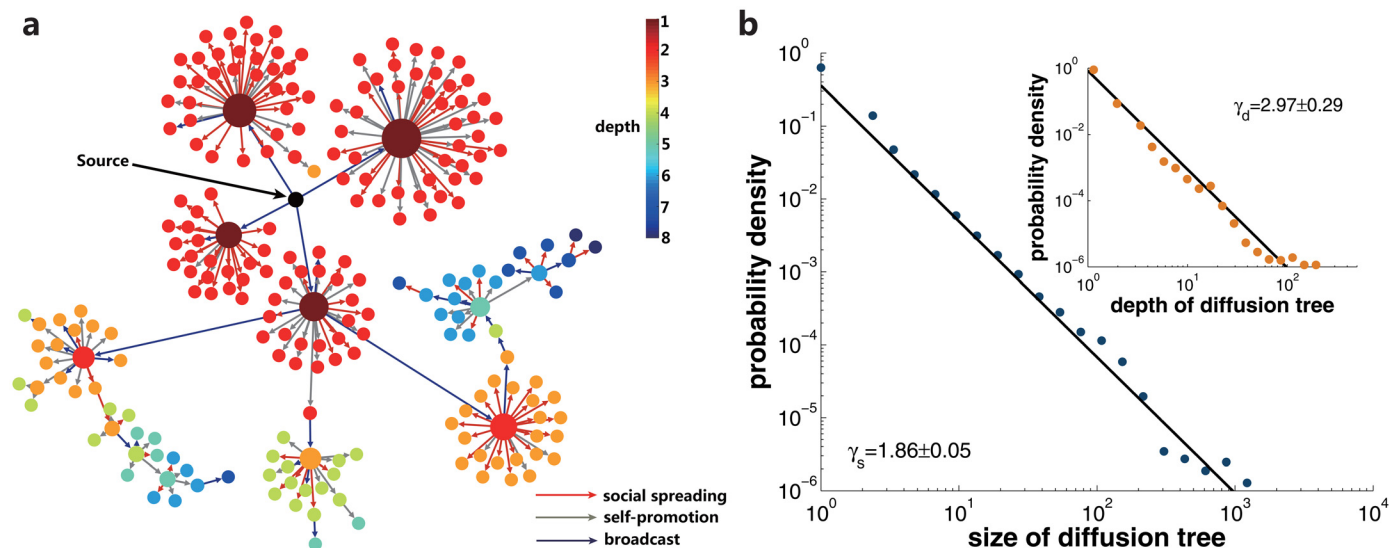 a
Source
depth
1
2
3
4
5
6
7
8
social spreading
self-promotion
broadcast
b
probability density
10^0
10^-1
10^-2
10^-3
10^-4
10^-5
10^-6
γ_s=1.86±0.05
10^0
10^1
10^2
10^3
10^4
size of diffusion tree
probability density
10^0
10^-2
10^-4
10^-6
γ_d=2.97±0.29
10^0
10^1
10^2
depth of diffusion tree